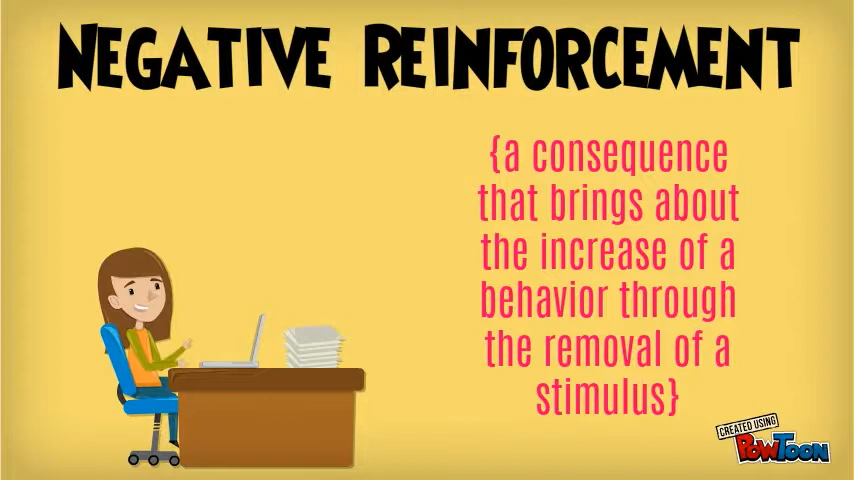 NEGATIVE REINFORCEMENT
{a consequence
that brings about
the increase of a
behavior through
the removal of a
stimulus}
CREATED USING
POWTOON